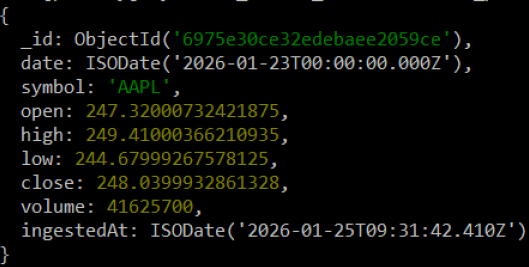 {
  _id: ObjectId('6975e30ce32edebaee2059ce'),
  date: ISODate('2026-01-23T00:00:00.000Z'),
  symbol: 'AAPL',
  open: 247.32000732421875,
  high: 249.41000366210935,
  low: 244.67999267578125,
  close: 248.0399932861328,
  volume: 41625700,
  ingestedAt: ISODate('2026-01-25T09:31:42.410Z')
}